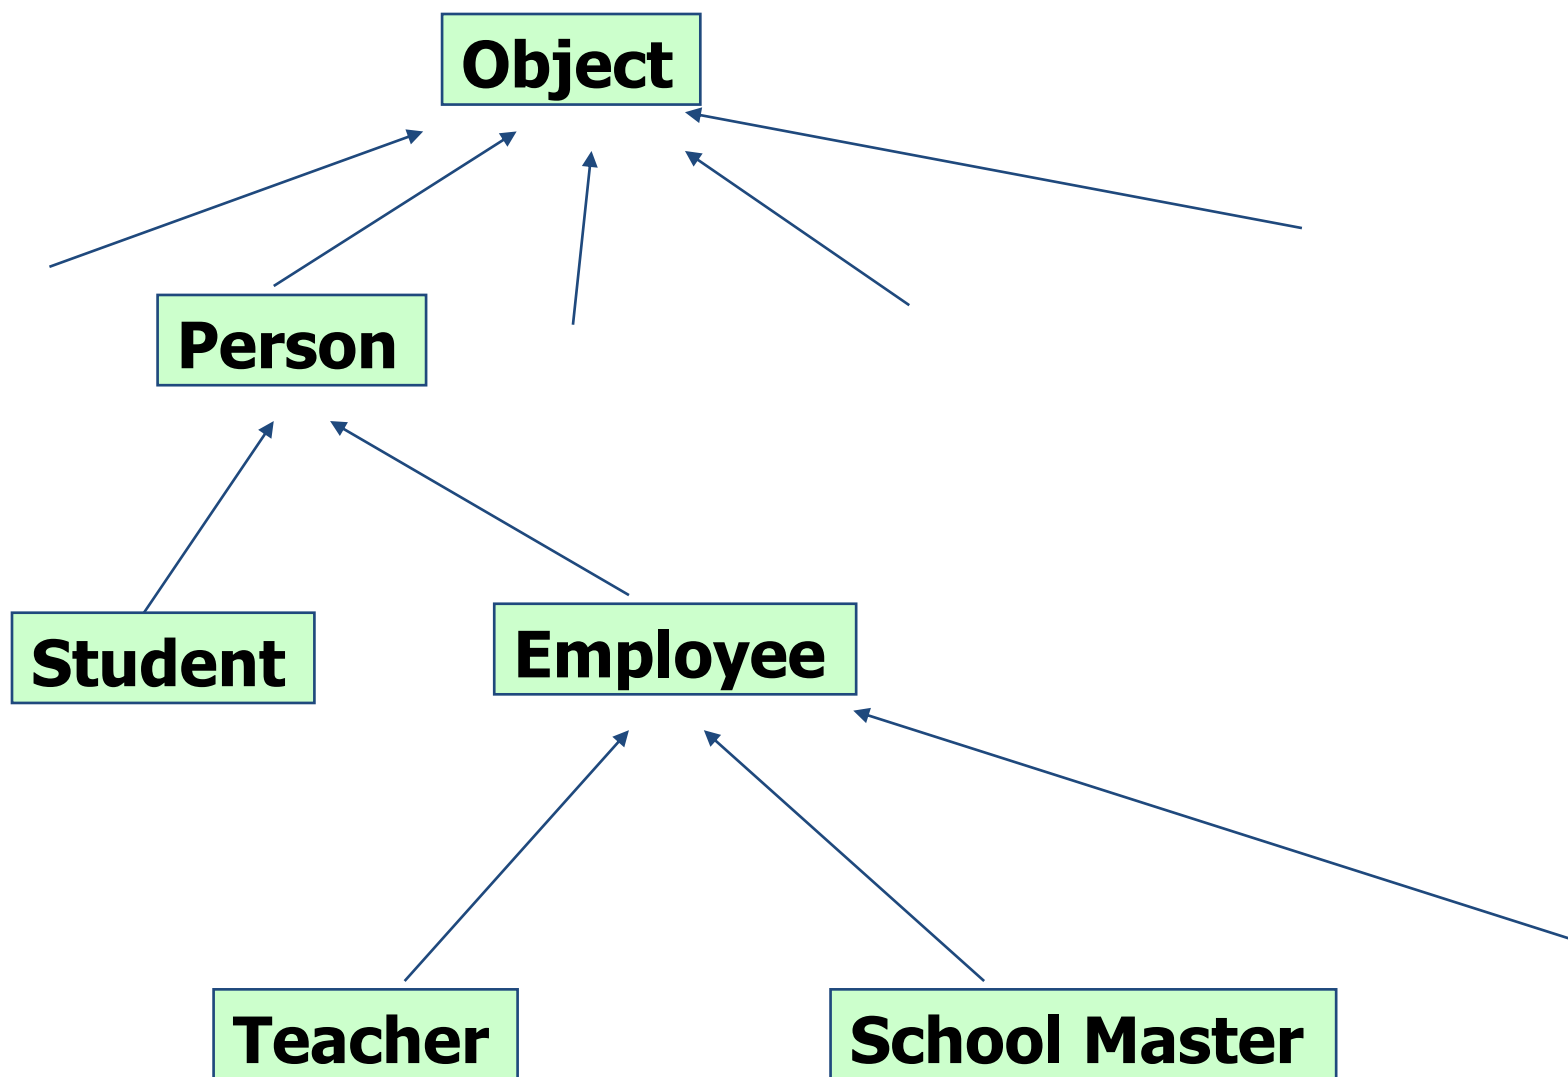 Object
Person
Student
Employee
Teacher
School Master